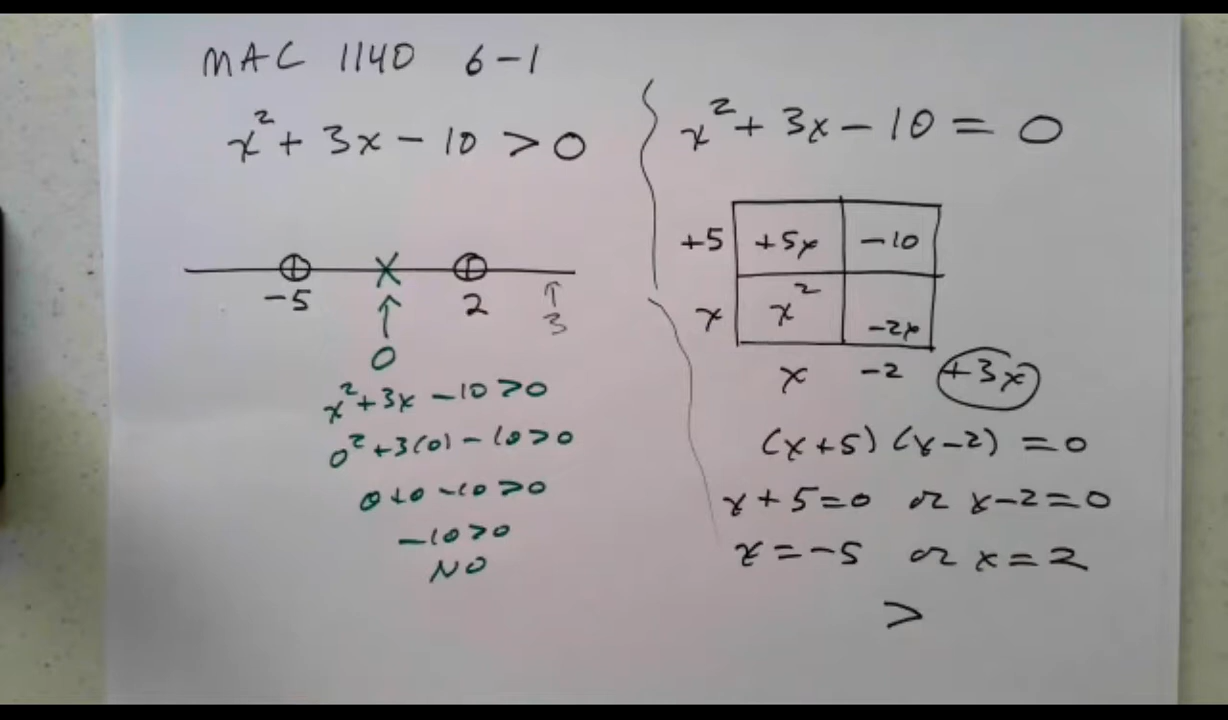 MAC 1140 6-1
x² + 3x - 10 > 0
-5 2
3
0
x² + 3x - 10 > 0
0² + 3(0) - 10 > 0
0 + 0 - 10 > 0
-10 > 0
NO
x² + 3x - 10 = 0
+5 +5x -10
x x² -2x
x -2 +3x
(x+5) (x-2) = 0
x + 5 = 0 or x - 2 = 0
x = -5 or x = 2
>